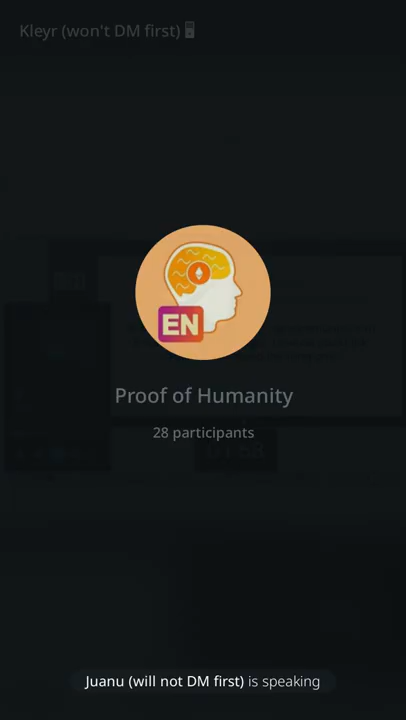 Kleyr (won't DM first)🖥
EN
Proof of Humanity
28 participants
Juanu (will not DM first) is speaking